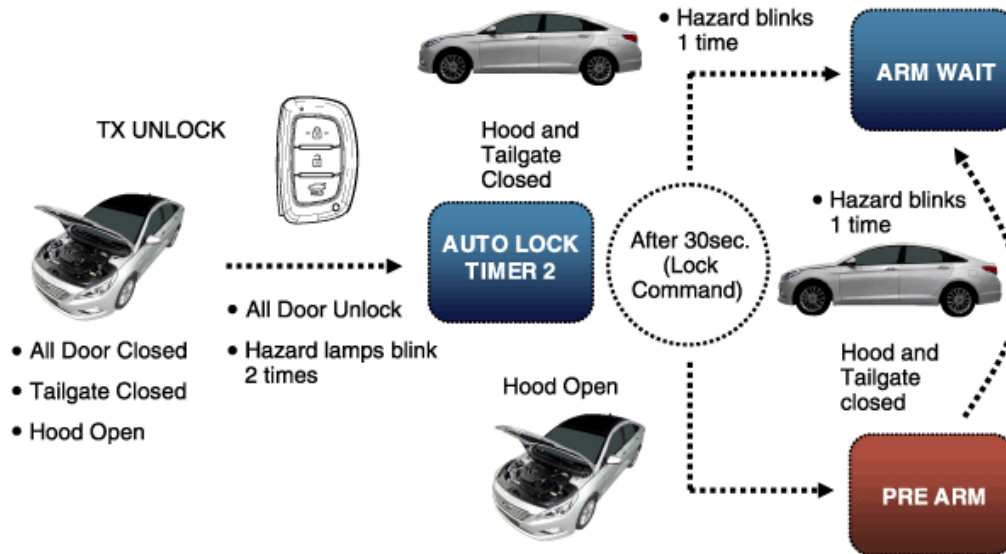 • Hazard blinks
1 time
ARM WAIT
TX UNLOCK
Hood and
Tailgate
Closed
AUTO LOCK
TIMER 2
After 30sec.
(Lock
Command)
• Hazard blinks
1 time
• All Door Unlock
• Hazard lamps blink
2 times
• All Door Closed
• Tailgate Closed
• Hood Open
Hood Open
Hood and
Tailgate
closed
PRE ARM